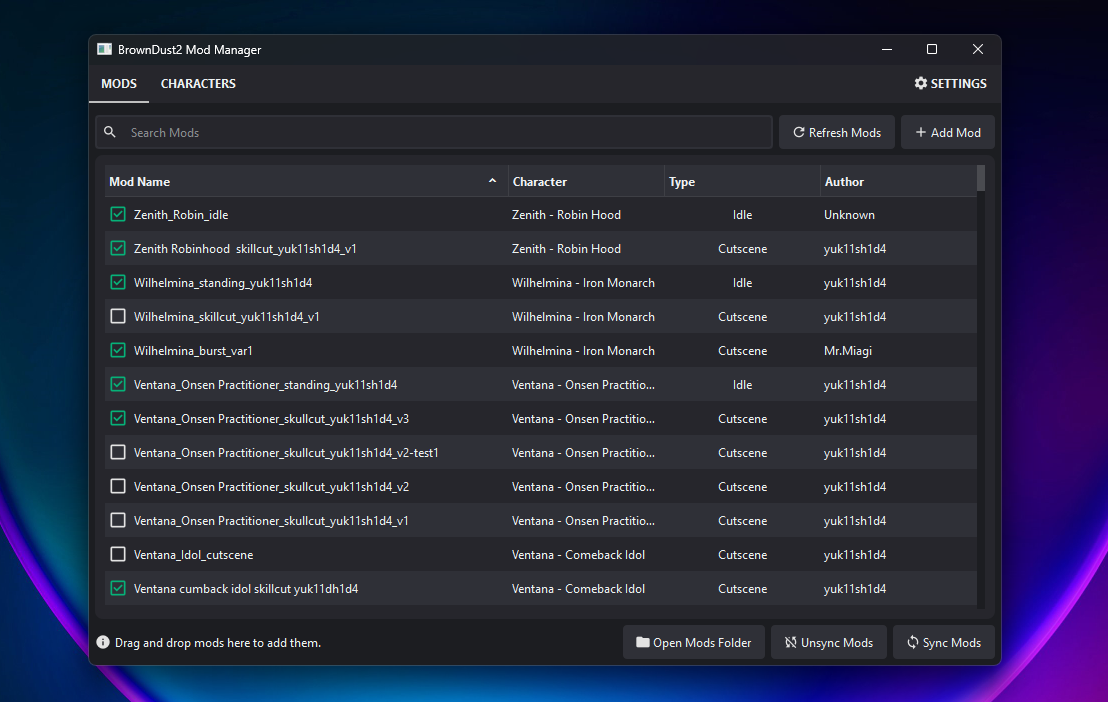 BrownDust2 Mod Manager
MODS CHARACTERS SETTINGS
Search Mods Refresh Mods + Add Mod
Mod Name Character Type Author
Zenith_Robin_idle Zenith - Robin Hood Idle Unknown
Zenith Robinhood  skillcut_yuk11sh1d4_v1 Zenith - Robin Hood Cutscene yuk11sh1d4
Wilhelmina_standing_yuk11sh1d4 Wilhelmina - Iron Monarch Idle yuk11sh1d4
Wilhelmina_skillcut_yuk11sh1d4_v1 Wilhelmina - Iron Monarch Cutscene yuk11sh1d4
Wilhelmina_burst_var1 Wilhelmina - Iron Monarch Cutscene Mr.Miagi
Ventana_Onsen Practitioner_standing_yuk11sh1d4 Ventana - Onsen Practitio... Idle yuk11sh1d4
Ventana_Onsen Practitioner_skullcut_yuk11sh1d4_v3 Ventana - Onsen Practitio... Cutscene yuk11sh1d4
Ventana_Onsen Practitioner_skullcut_yuk11sh1d4_v2-test1 Ventana - Onsen Practitio... Cutscene yuk11sh1d4
Ventana_Onsen Practitioner_skullcut_yuk11sh1d4_v2 Ventana - Onsen Practitio... Cutscene yuk11sh1d4
Ventana_Onsen Practitioner_skullcut_yuk11sh1d4_v1 Ventana - Onsen Practitio... Cutscene yuk11sh1d4
Ventana_Idol_cutscene Ventana - Comeback Idol Cutscene yuk11sh1d4
Ventana cumback idol skillcut yuk11dh1d4 Ventana - Comeback Idol Cutscene yuk11sh1d4
Drag and drop mods here to add them. Open Mods Folder Unsync Mods Sync Mods